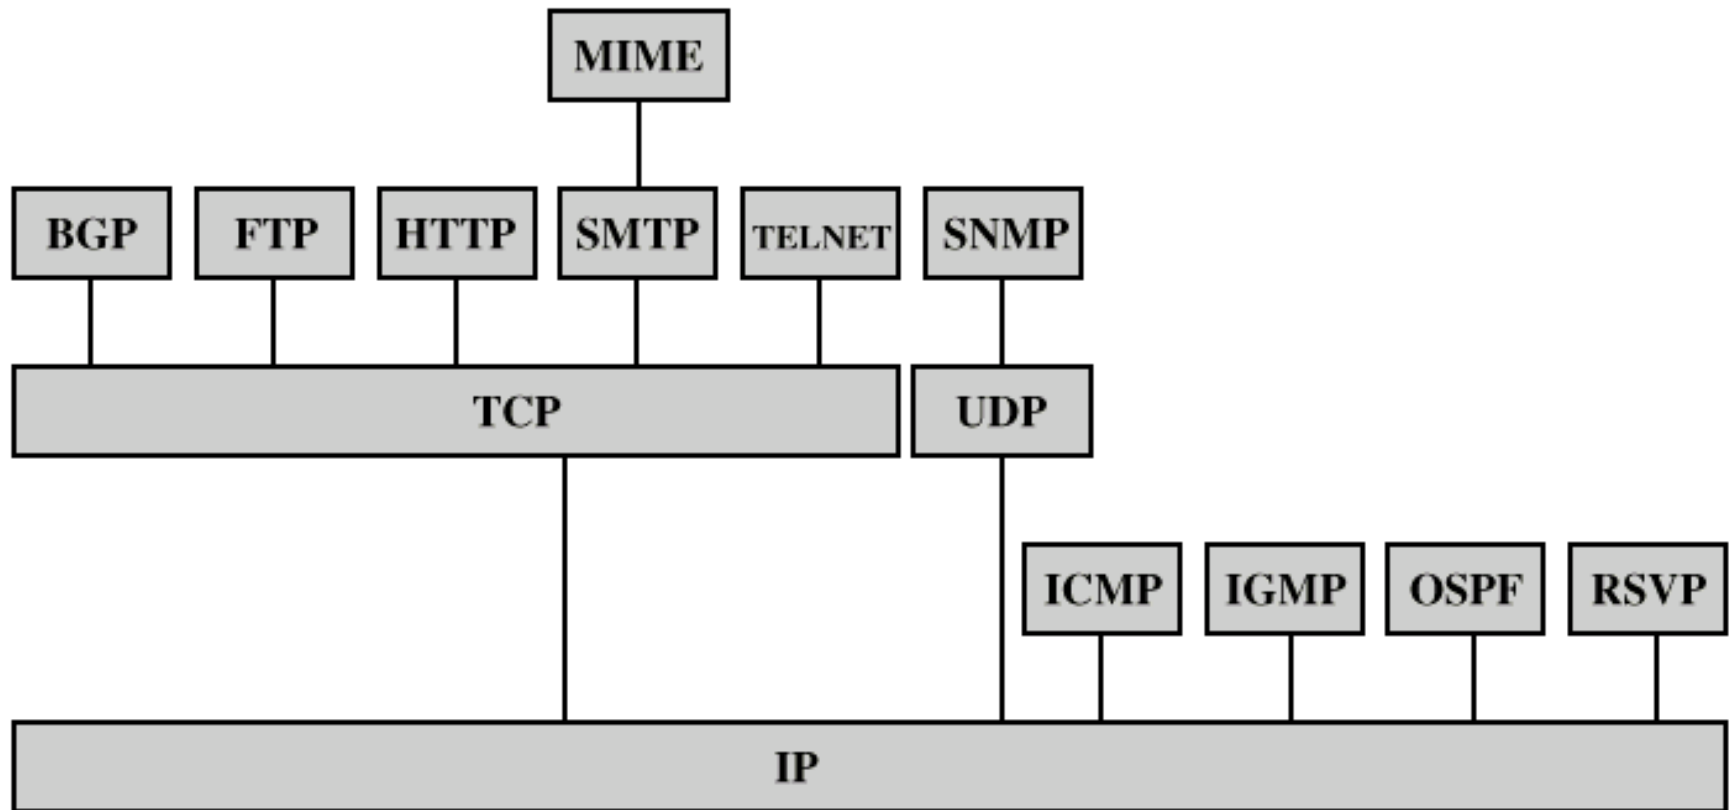 MIME
BGP FTP HTTP SMTP TELNET SNMP
TCP UDP
ICMP IGMP OSPF RSVP
IP